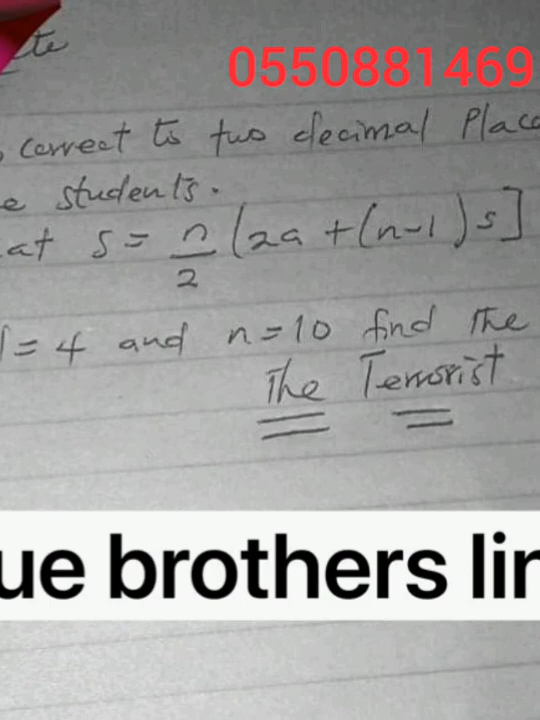 te
0550881469
, correct to two decimal Place
e students.
at S = n/2 (2a + (n-1) s]
d = 4 and n = 10 find the
The Terrorist
ue brothers lin